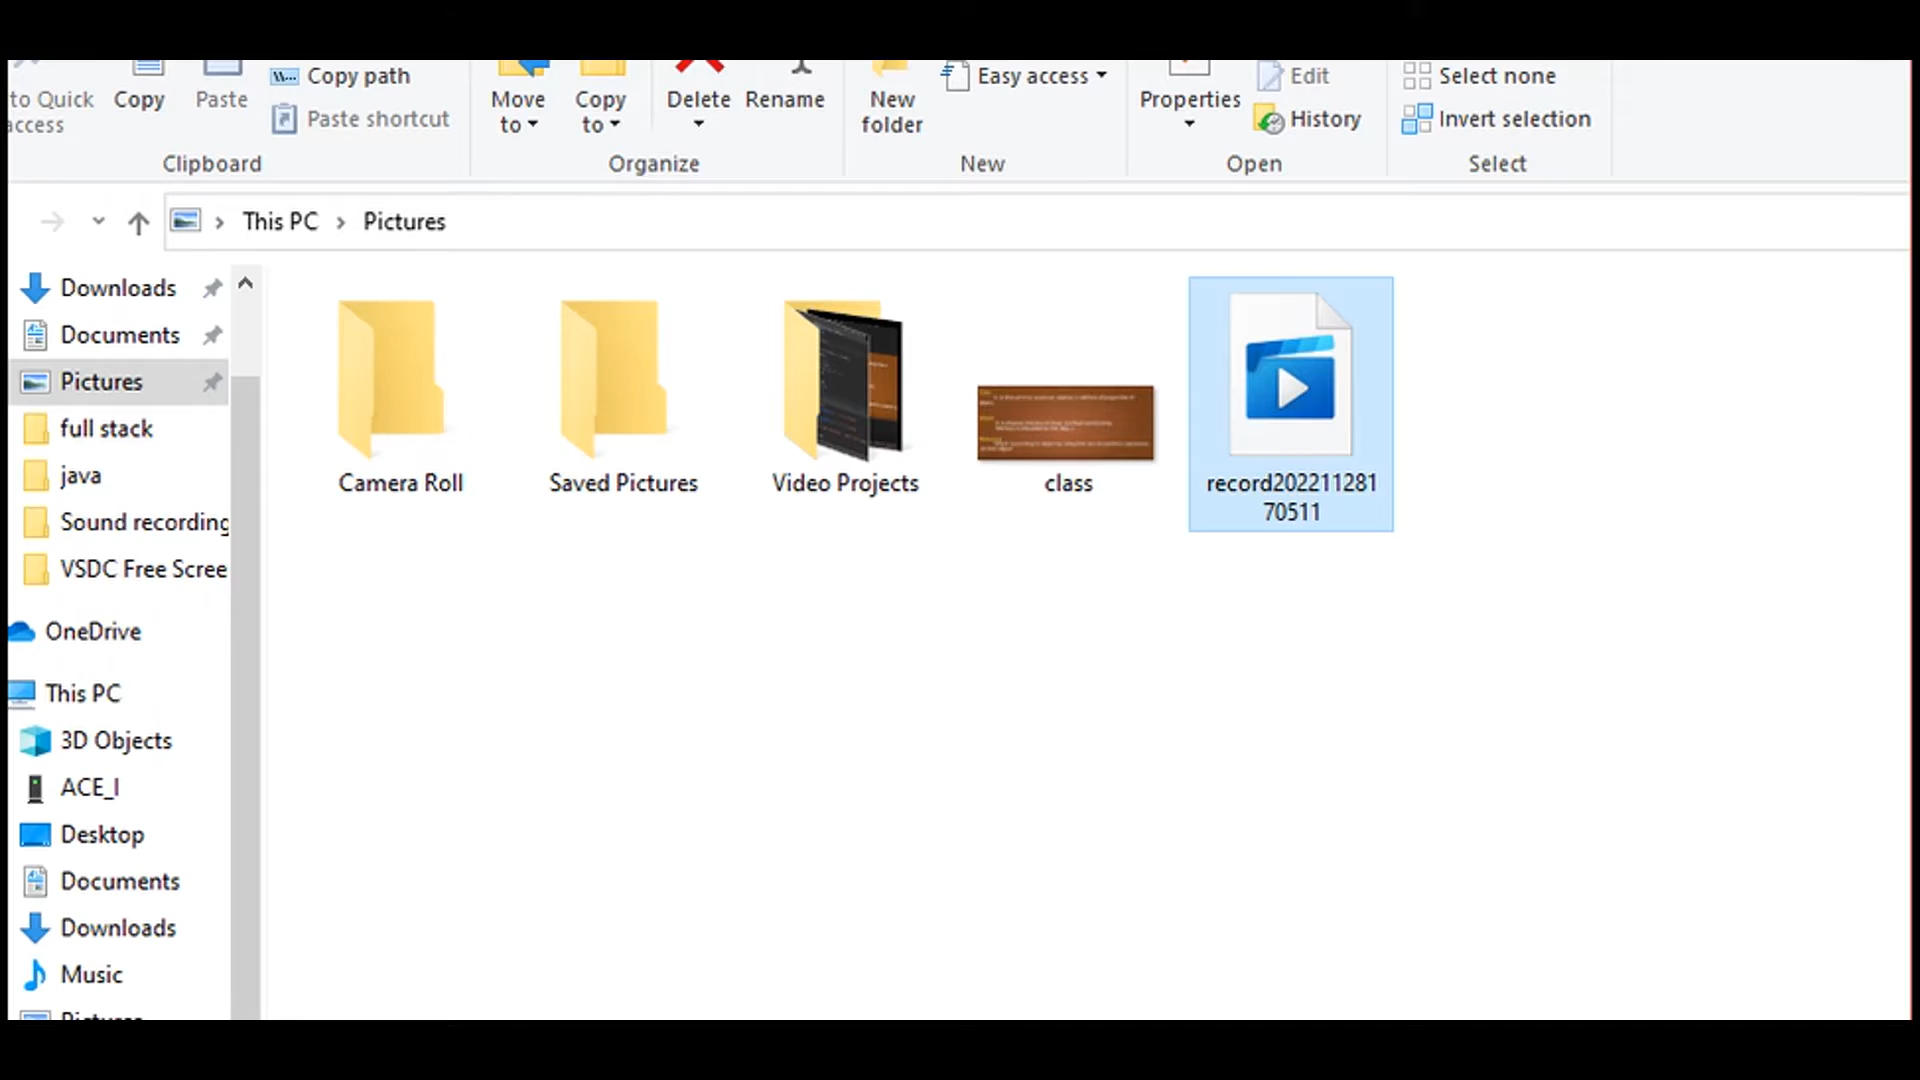 to Quick
access
Copy
Paste
Copy path
Paste shortcut
Clipboard
Move
to
Copy
to
Delete
Rename
Organize
New
folder
Easy access
New
Properties
Edit
History
Open
Select none
Invert selection
Select
This PC > Pictures
Downloads
Documents
Pictures
full stack
java
Sound recording
VSDC Free Scree
OneDrive
This PC
3D Objects
ACE_I
Desktop
Documents
Downloads
Music
Pictures
Camera Roll
Saved Pictures
Video Projects
class
record202211281
70511